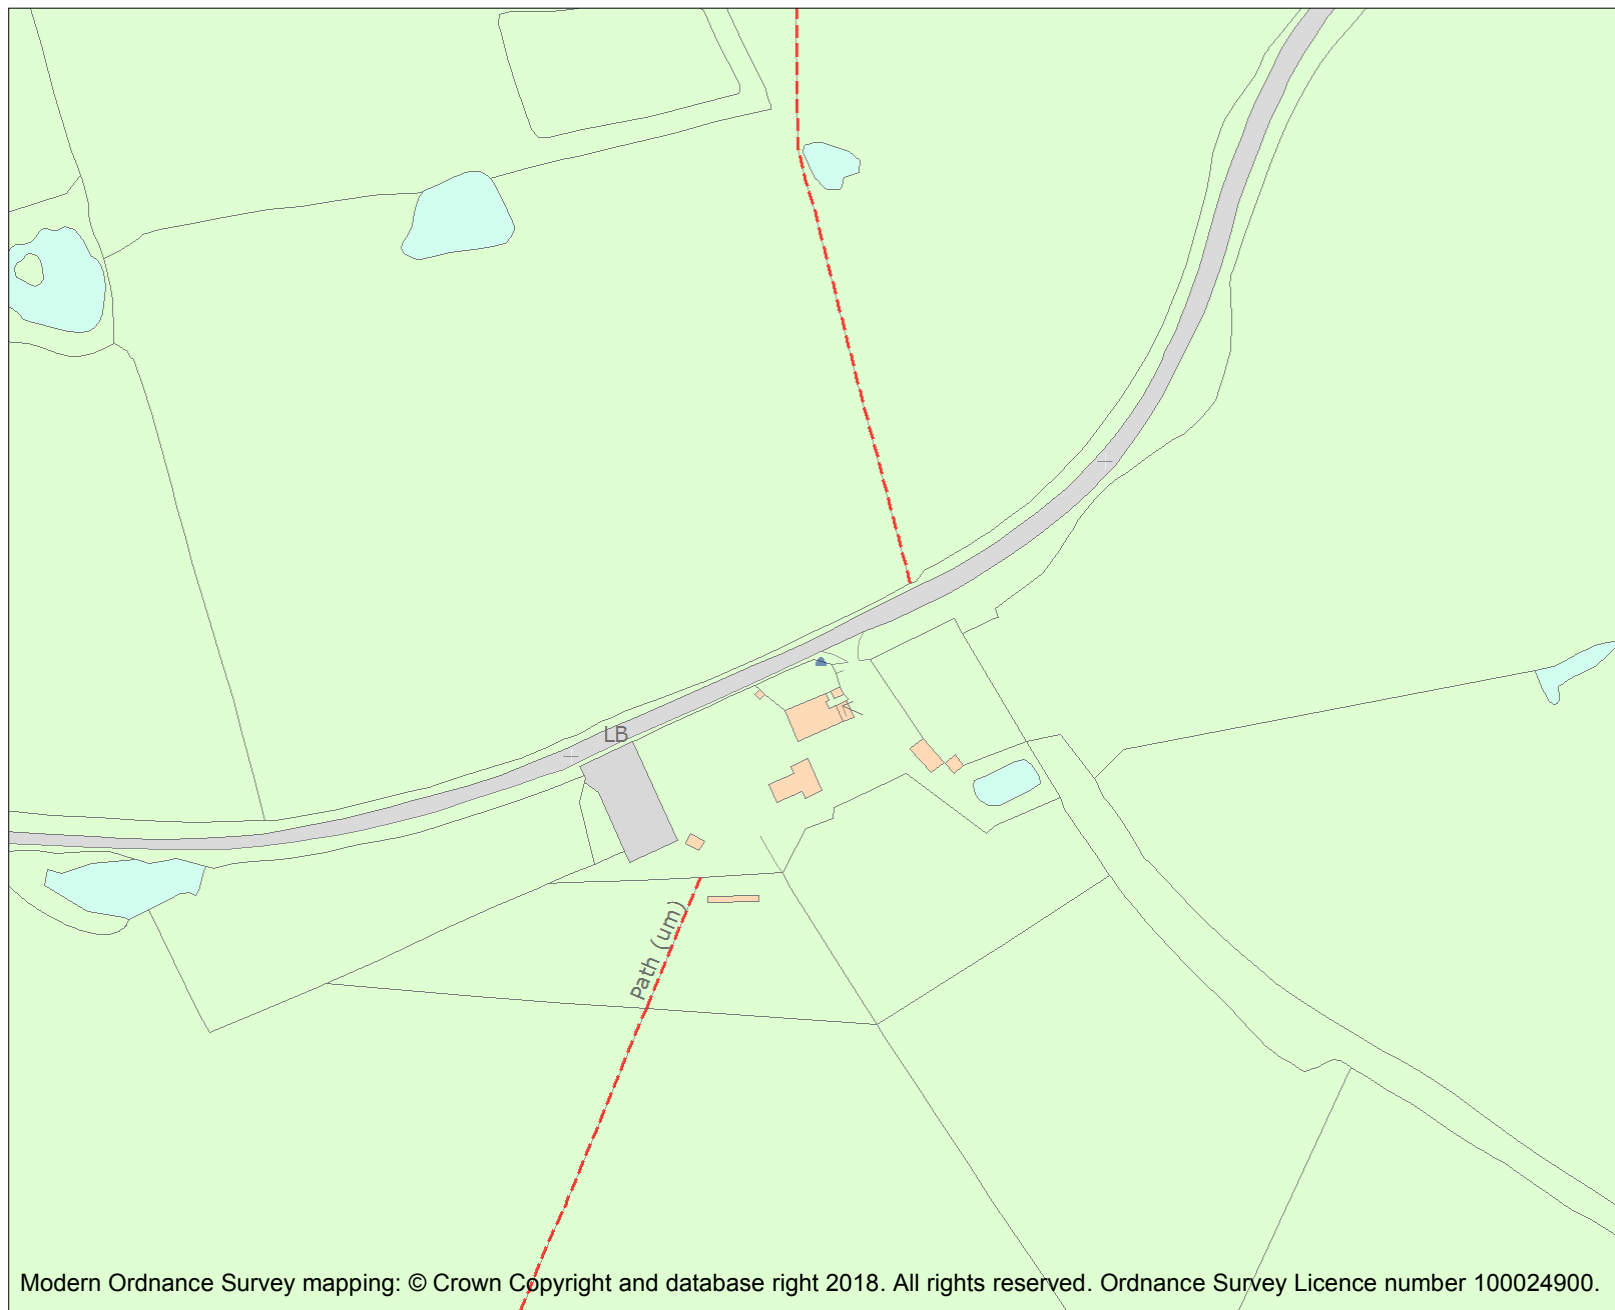 LB
Path (um)
Modern Ordnance Survey mapping: © Crown Copyright and database right 2018. All rights reserved. Ordnance Survey Licence number 100024900.